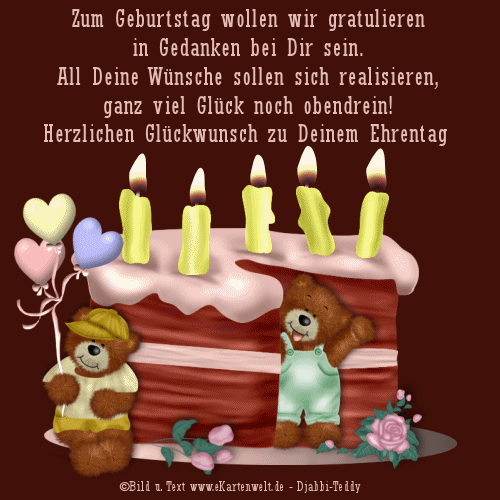 Zum Geburtstag wollen wir gratulieren
in Gedanken bei Dir sein.
All Deine Wünsche sollen sich realisieren,
ganz viel Glück noch obendrein!
Herzlichen Glückwunsch zu Deinem Ehrentag
©Bild u. Text www.eKartenwelt.de - Djabbi-Teddy